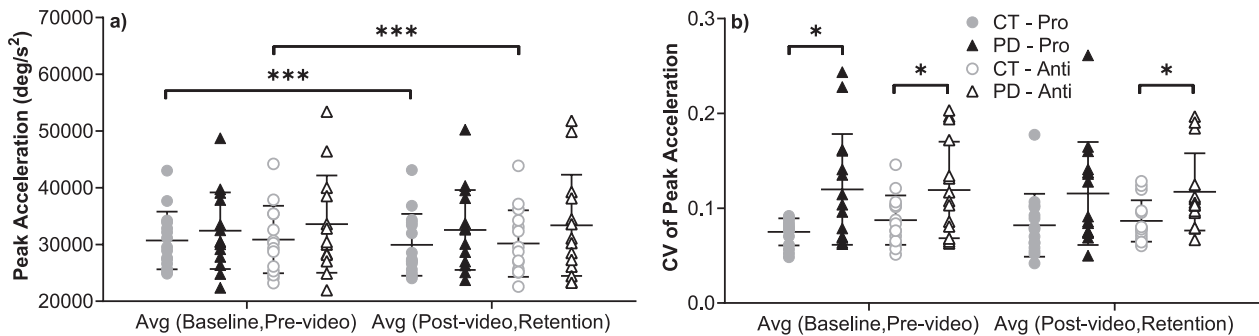 a)
Peak Acceleration (deg/s²)
70000
60000
50000
40000
30000
20000
***
***
Avg (Baseline,Pre-video)
Avg (Post-video,Retention)
b)
CV of Peak Acceleration
0.3
0.2
0.1
0.0
CT - Pro
PD - Pro
CT - Anti
PD - Anti
*
*
*
Avg (Baseline,Pre-video)
Avg (Post-video,Retention)